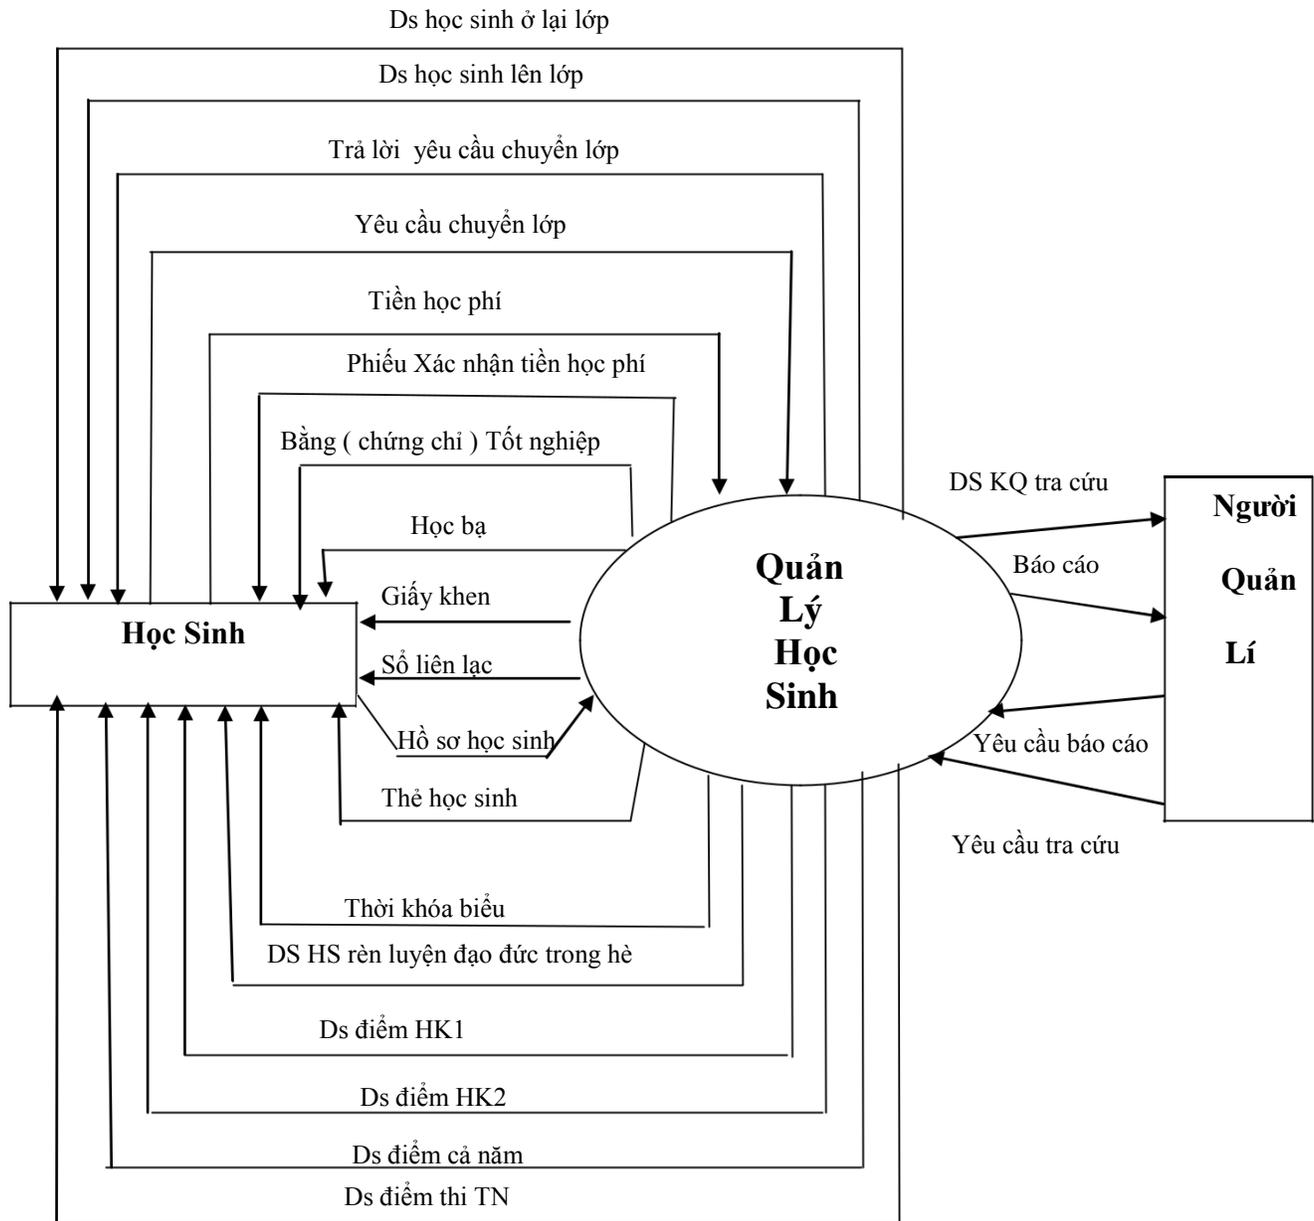 Ds học sinh ở lại lớp
Ds học sinh lên lớp
Trả lời yêu cầu chuyển lớp
Yêu cầu chuyển lớp
Tiền học phí
Phiếu Xác nhận tiền học phí
Bằng ( chứng chỉ ) Tốt nghiệp
Học bạ
Giấy khen
Học Sinh
Sổ liên lạc
Hồ sơ học sinh
Thẻ học sinh
Quản
Lý
Học
Sinh
DS KQ tra cứu
Báo cáo
Yêu cầu báo cáo
Yêu cầu tra cứu
Người
Quản
Lí
Thời khóa biểu
DS HS rèn luyện đạo đức trong hè
Ds điểm HK1
Ds điểm HK2
Ds điểm cả năm
Ds điểm thi TN